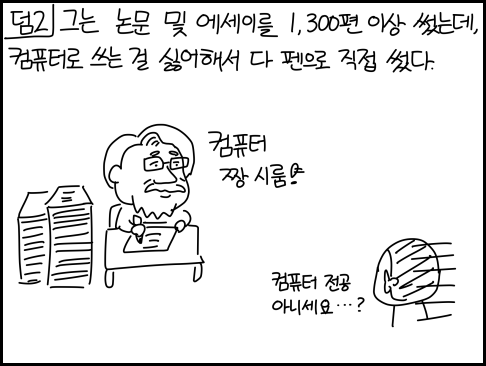 덤2 그는 논문 및 에세이를 1,300편 이상 썼는데,
컴퓨터로 쓰는 걸 싫어해서 다 펜으로 직접 썼다.
컴퓨터
짱 시룸!
컴퓨터 전공
아니세요…?